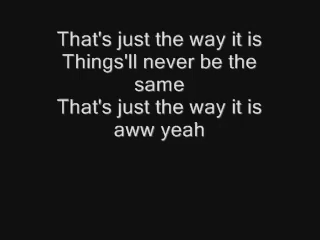 That's just the way it is
Things'll never be the
same
That's just the way it is
aww yeah